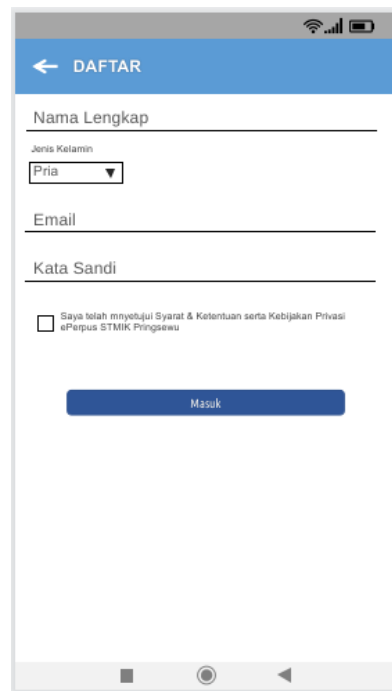 DAFTAR
Nama Lengkap
Jenis Kelamin
Pria
Email
Kata Sandi
Saya telah mnyetujui Syarat & Ketentuan serta Kebijakan Privasi
ePerpus STMIK Pringsewu
Masuk